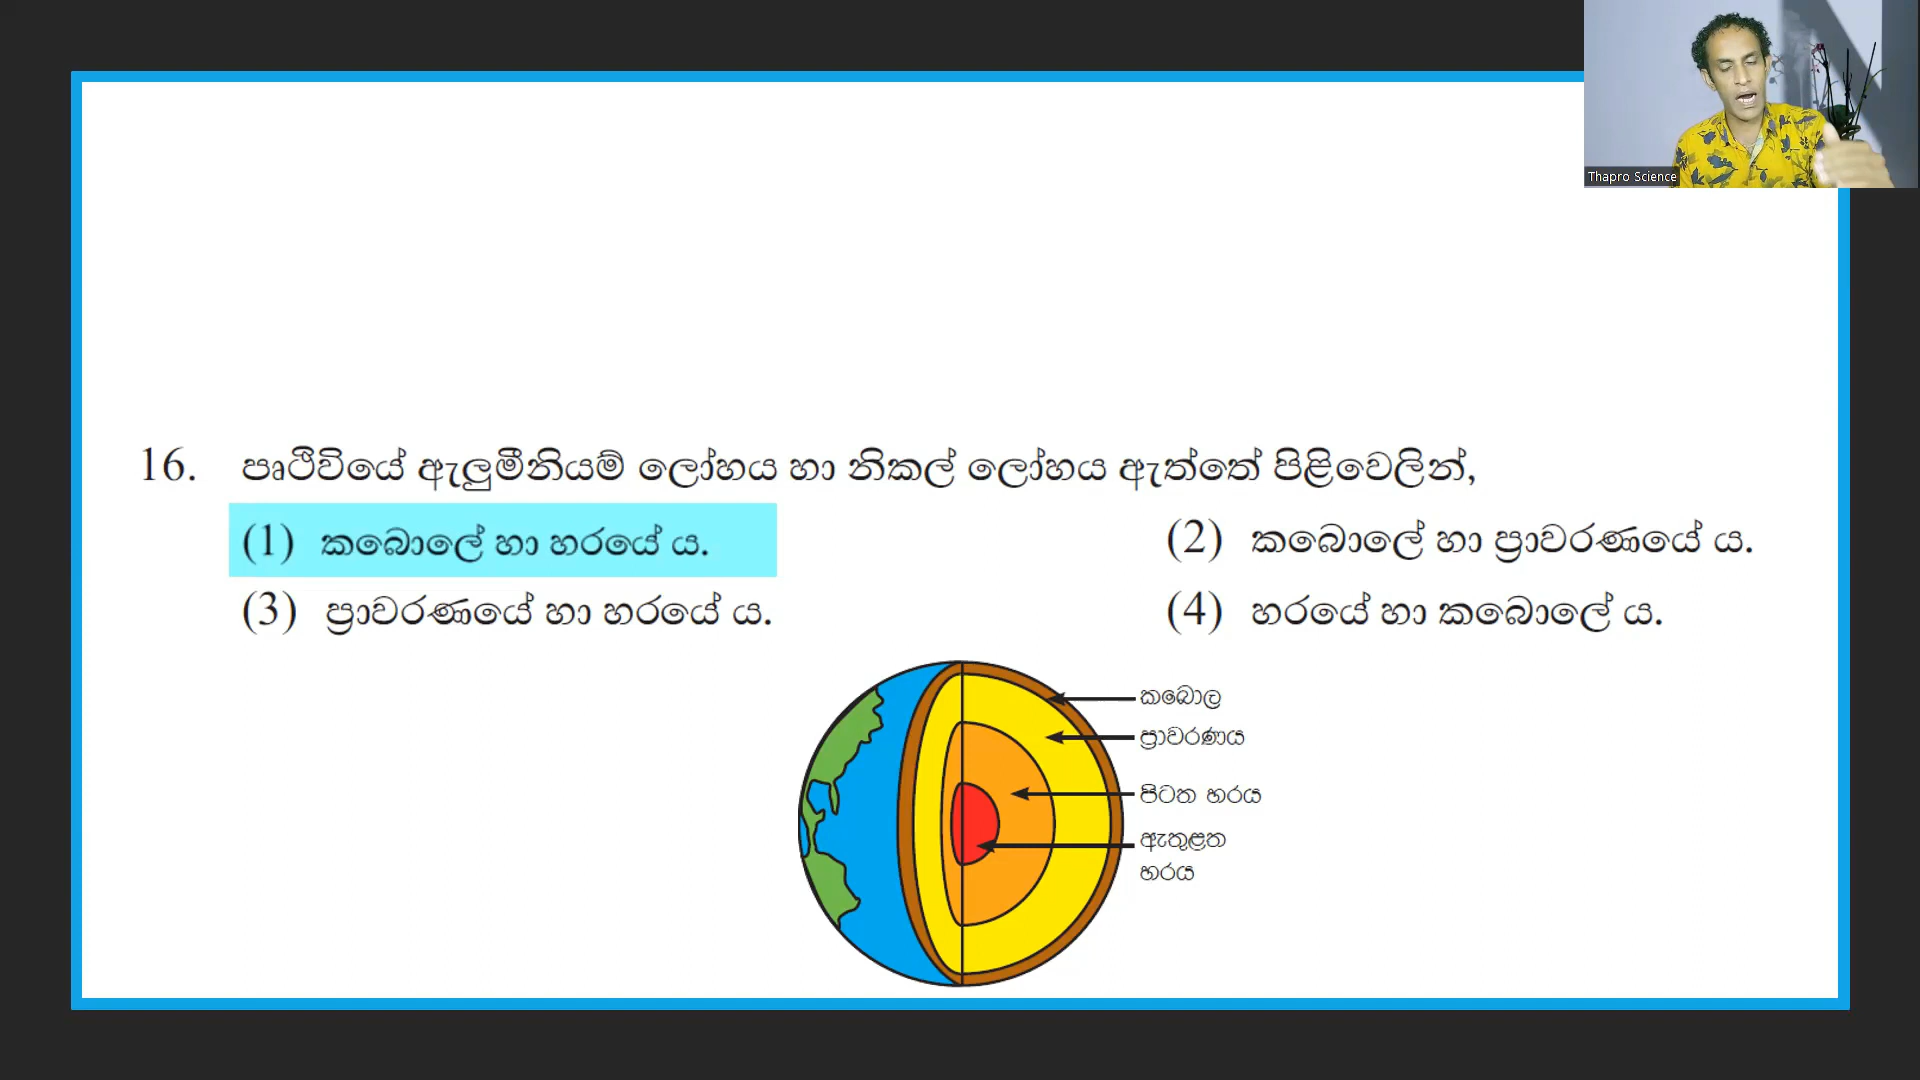 Thapro Science
16. පෘථිවියේ ඇලුමීනියම් ලෝහය හා නිකල් ලෝහය ඇත්තේ පිළිවෙලින්,
(1) කබොලේ හා හරයේ ය.
(2) කබොලේ හා ප්‍රාවරණයේ ය.
(3) ප්‍රාවරණයේ හා හරයේ ය.
(4) හරයේ හා කබොලේ ය.
කබොල
ප්‍රාවරණය
පිටත හරය
ඇතුළත
හරය